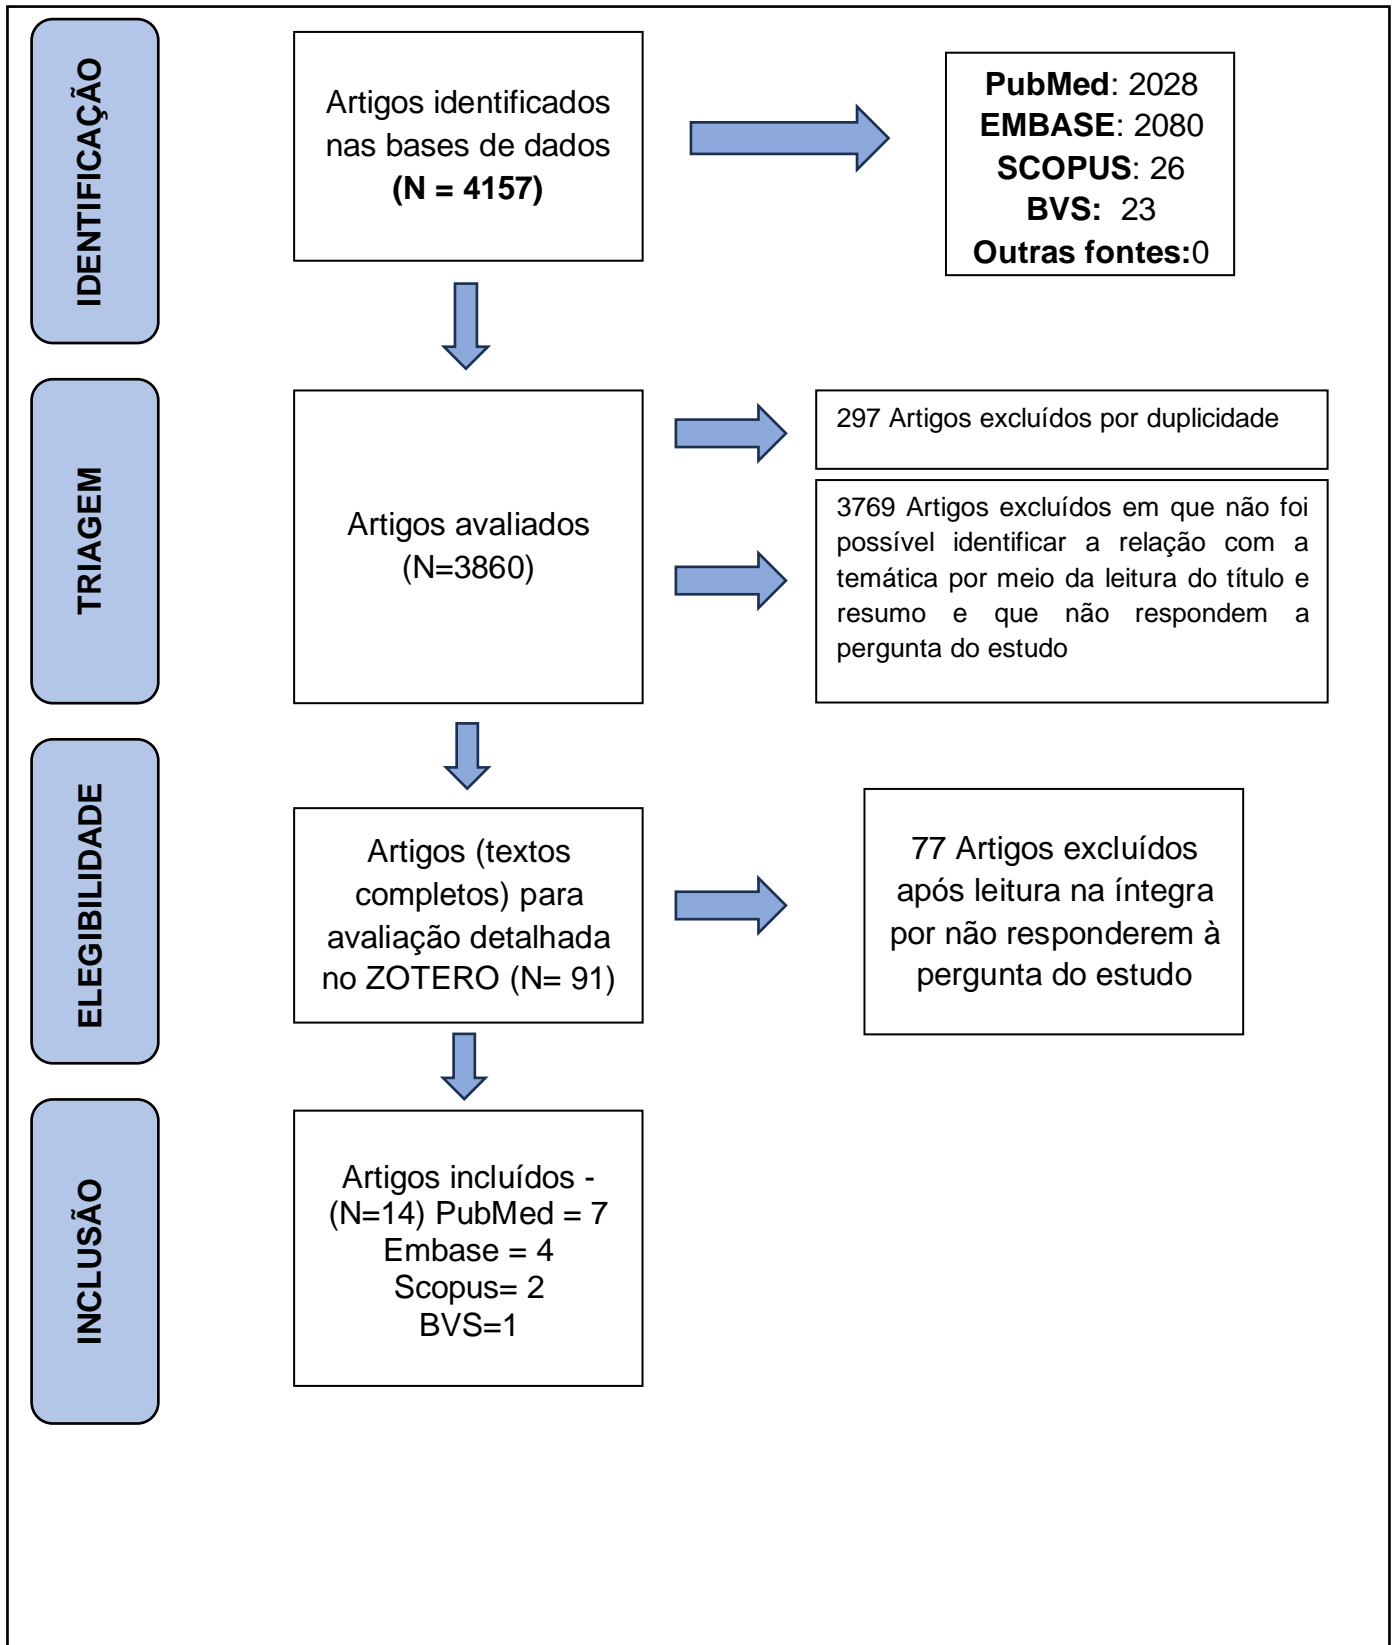 IDENTIFICAÇÃO
Artigos identificados
nas bases de dados
(N = 4157)
PubMed: 2028
EMBASE: 2080
SCOPUS: 26
BVS: 23
Outras fontes:0
TRIAGEM
Artigos avaliados
(N=3860)
297 Artigos excluídos por duplicidade
3769 Artigos excluídos em que não foi
possível identificar a relação com a
temática por meio da leitura do título e
resumo e que não respondem a
pergunta do estudo
ELEGIBILIDADE
Artigos (textos
completos) para
avaliação detalhada
no ZOTERO (N= 91)
77 Artigos excluídos
após leitura na íntegra
por não responderem à
pergunta do estudo
INCLUSÃO
Artigos incluídos -
(N=14) PubMed = 7
Embase = 4
Scopus= 2
BVS=1